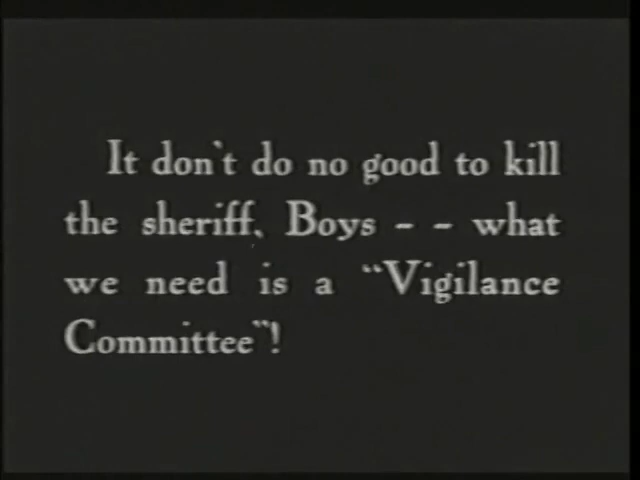 It don't do no good to kill
the sheriff, Boys - - what
we need is a "Vigilance
Committee"!